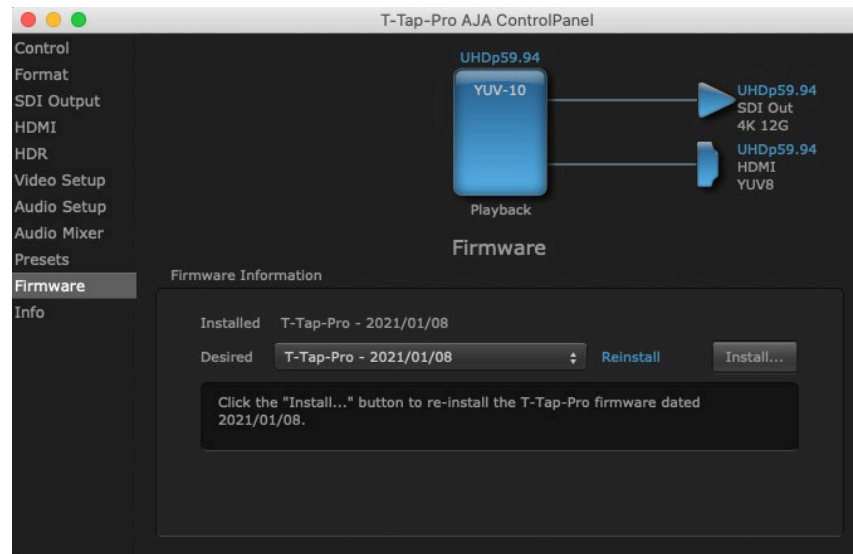 T-Tap-Pro AJA ControlPanel
Control
Format
SDI Output
HDMI
HDR
Video Setup
Audio Setup
Audio Mixer
Presets
Firmware
Info
UHDp59.94
YUV-10
Playback
UHDp59.94
SDI Out
4K 12G
UHDp59.94
HDMI
YUV8
Firmware
Firmware Information
Installed T-Tap-Pro - 2021/01/08
Desired T-Tap-Pro - 2021/01/08 Reinstall Install...
Click the "Install..." button to re-install the T-Tap-Pro firmware dated
2021/01/08.